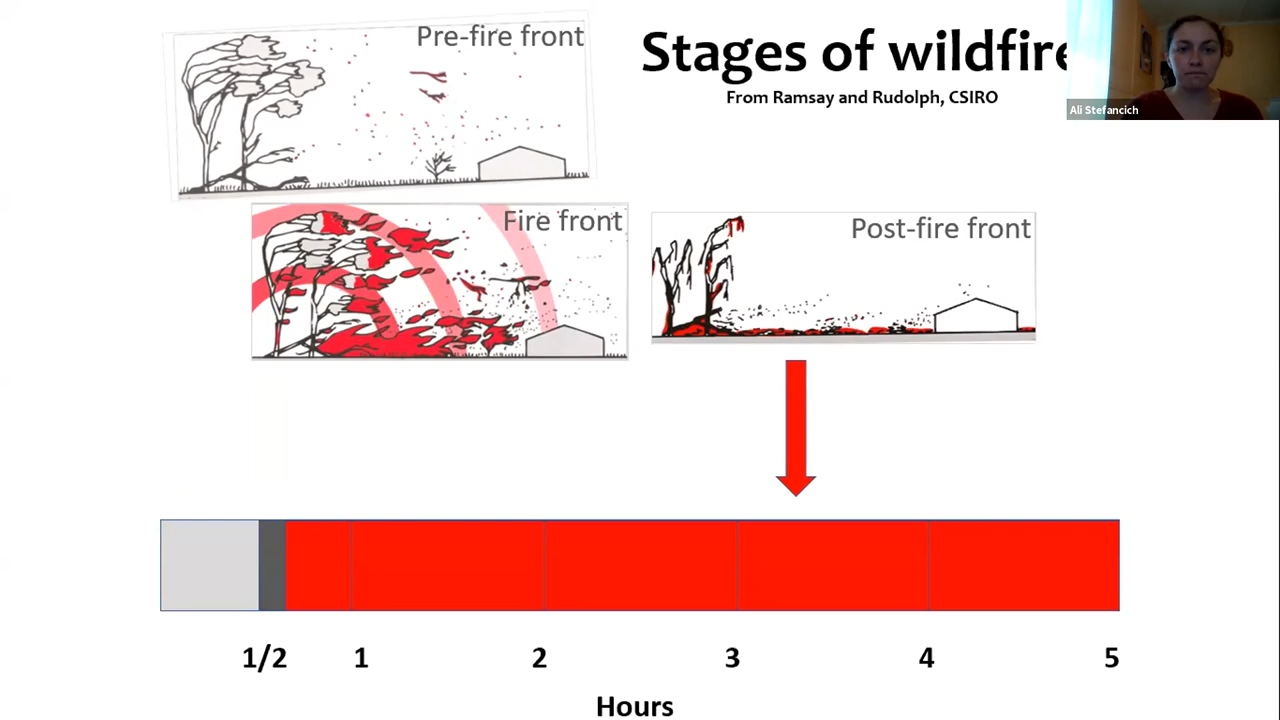 Pre-fire front
Stages of wildfire
From Ramsay and Rudolph, CSIRO
Ali Stefancich
Fire front
Post-fire front
1/2 1 2 3 4 5
Hours